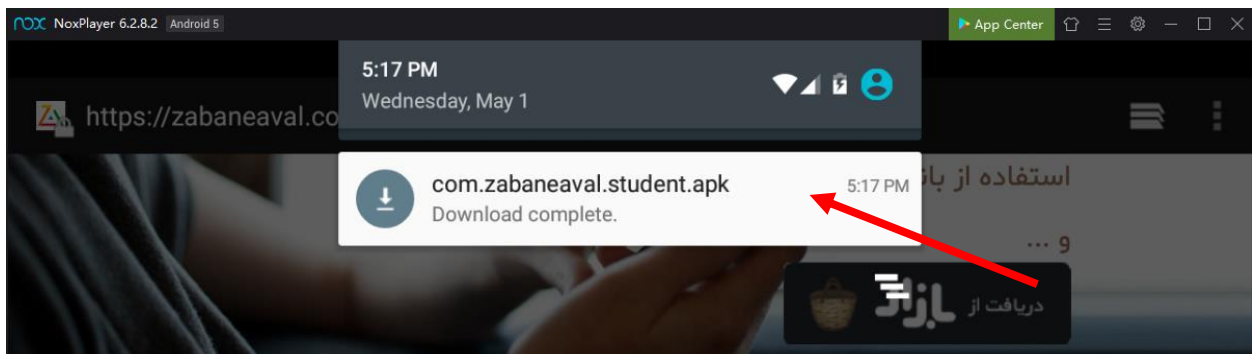 nox NoxPlayer 6.2.8.2 Android 5 App Center
5:17 PM
Wednesday, May 1
https://zabaneaval.co
com.zabaneaval.student.apk 5:17 PM
Download complete.
استفاده از بان
و ...
دریافت از
بازار